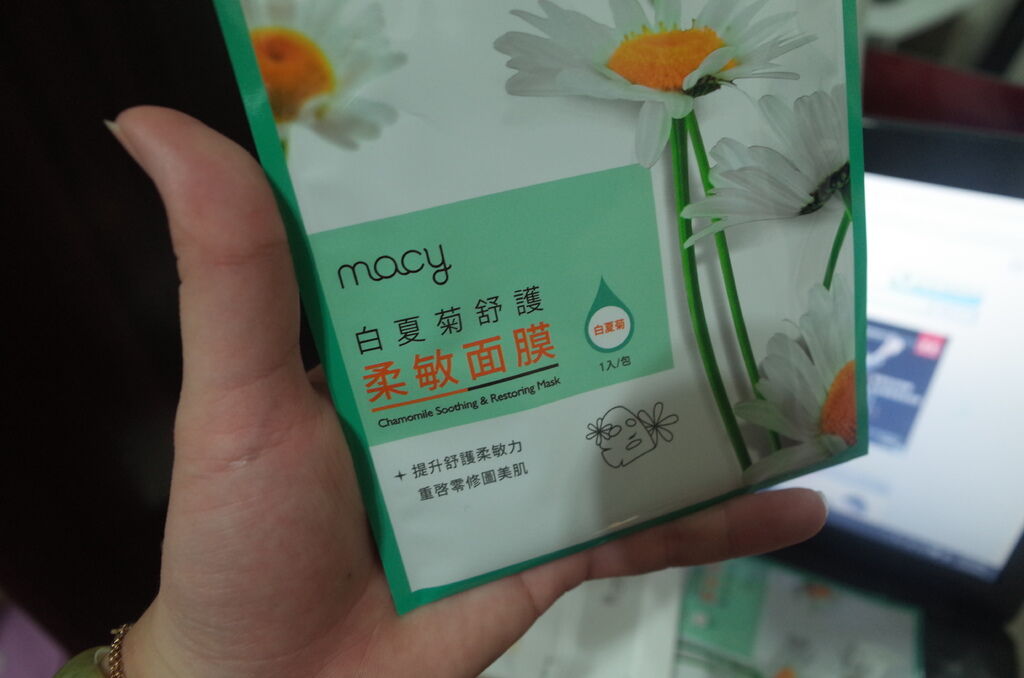 macy
白夏菊舒護
柔敏面膜
Chamomile Soothing & Restoring Mask
白夏菊
1入/包
提升舒護柔敏力
重啓零修圖美肌